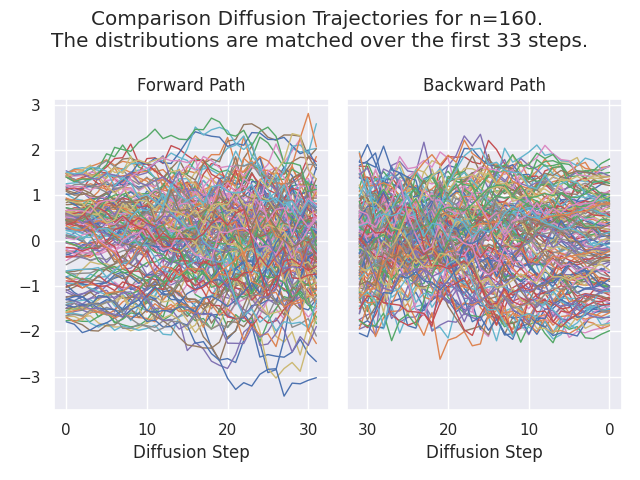 Comparison Diffusion Trajectories for n=160.
The distributions are matched over the first 33 steps.
Forward Path
Backward Path
3
2
1
0
−1
−2
−3
0 10 20 30
30 20 10 0
Diffusion Step
Diffusion Step